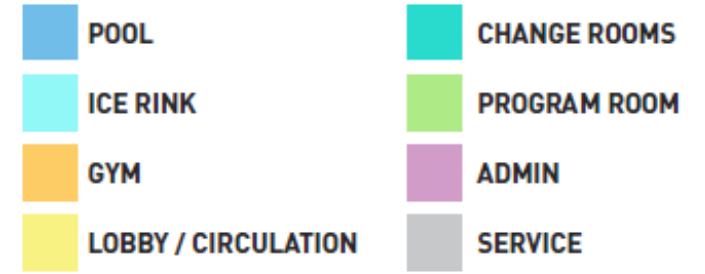 POOL
ICE RINK
GYM
LOBBY / CIRCULATION
CHANGE ROOMS
PROGRAM ROOM
ADMIN
SERVICE